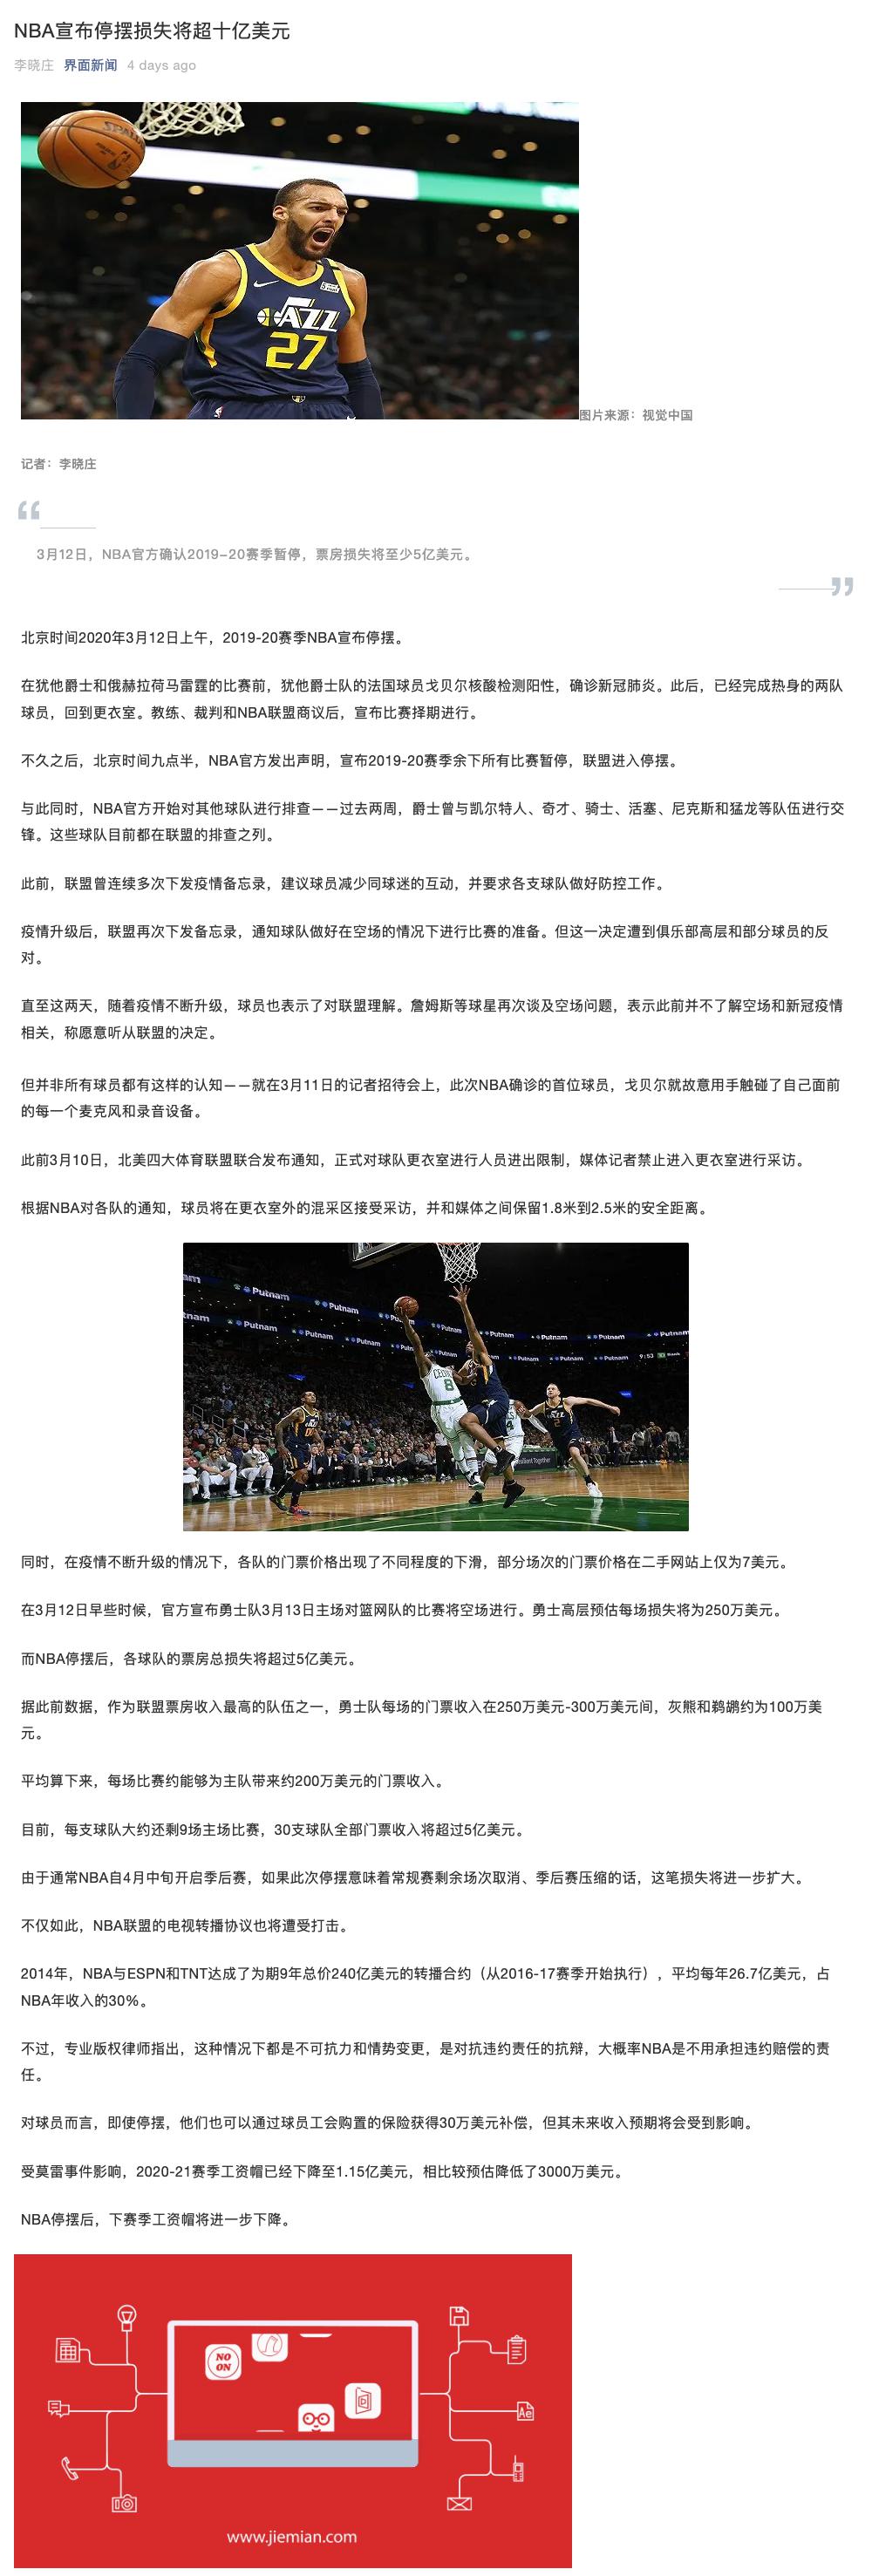 NBA宣布停摆损失将超十亿美元
李晓庄 界面新闻 4 days ago
SPALDING
JAZZ
27
图片来源：视觉中国
记者：李晓庄
“
3月12日，NBA官方确认2019-20赛季暂停，票房损失将至少5亿美元。
”
北京时间2020年3月12日上午，2019-20赛季NBA宣布停摆。
在犹他爵士和俄赫拉荷马雷霆的比赛前，犹他爵士队的法国球员戈贝尔核酸检测阳性，确诊新冠肺炎。此后，已经完成热身的两队
球员，回到更衣室。教练、裁判和NBA联盟商议后，宣布比赛择期进行。
不久之后，北京时间九点半，NBA官方发出声明，宣布2019-20赛季余下所有比赛暂停，联盟进入停摆。
与此同时，NBA官方开始对其他球队进行排查——过去两周，爵士曾与凯尔特人、奇才、骑士、活塞、尼克斯和猛龙等队伍进行交
锋。这些球队目前都在联盟的排查之列。
此前，联盟曾连续多次下发疫情备忘录，建议球员减少同球迷的互动，并要求各支球队做好防控工作。
疫情升级后，联盟再次下发备忘录，通知球队做好在空场的情况下进行比赛的准备。但这一决定遭到俱乐部高层和部分球员的反
对。
直至这两天，随着疫情不断升级，球员也表示了对联盟理解。詹姆斯等球星再次谈及空场问题，表示此前并不了解空场和新冠疫情
相关，称愿意听从联盟的决定。
但并非所有球员都有这样的认知——就在3月11日的记者招待会上，此次NBA确诊的首位球员，戈贝尔就故意用手触碰了自己面前
的每一个麦克风和录音设备。
此前3月10日，北美四大体育联盟联合发布通知，正式对球队更衣室进行人员进出限制，媒体记者禁止进入更衣室进行采访。
根据NBA对各队的通知，球员将在更衣室外的混采区接受采访，并和媒体之间保留1.8米到2.5米的安全距离。
Putnam Putnam Putnam Putnam Putnam
Putnam Putnam Putnam Putnam Putnam Putnam
9:53
CELTICS
8
JAZZ
4
JAZZ
2
同时，在疫情不断升级的情况下，各队的门票价格出现了不同程度的下滑，部分场次的门票价格在二手网站上仅为7美元。
在3月12日早些时候，官方宣布勇士队3月13日主场对篮网队的比赛将空场进行。勇士高层预估每场损失将为250万美元。
而NBA停摆后，各球队的票房总损失将超过5亿美元。
据此前数据，作为联盟票房收入最高的队伍之一，勇士队每场的门票收入在250万美元-300万美元间，灰熊和鹈鹕约为100万美
元。
平均算下来，每场比赛约能够为主队带来约200万美元的门票收入。
目前，每支球队大约还剩9场主场比赛，30支球队全部门票收入将超过5亿美元。
由于通常NBA自4月中旬开启季后赛，如果此次停摆意味着常规赛剩余场次取消、季后赛压缩的话，这笔损失将进一步扩大。
不仅如此，NBA联盟的电视转播协议也将遭受打击。
2014年，NBA与ESPN和TNT达成了为期9年总价240亿美元的转播合约（从2016-17赛季开始执行），平均每年26.7亿美元，占
NBA年收入的30%。
不过，专业版权律师指出，这种情况下都是不可抗力和情势变更，是对抗违约责任的抗辩，大概率NBA是不用承担违约赔偿的责
任。
对球员而言，即使停摆，他们也可以通过球员工会购置的保险获得30万美元补偿，但其未来收入预期将会受到影响。
受莫雷事件影响，2020-21赛季工资帽已经下降至1.15亿美元，相比较预估降低了3000万美元。
NBA停摆后，下赛季工资帽将进一步下降。
NO
ON
Ae
www.jiemian.com